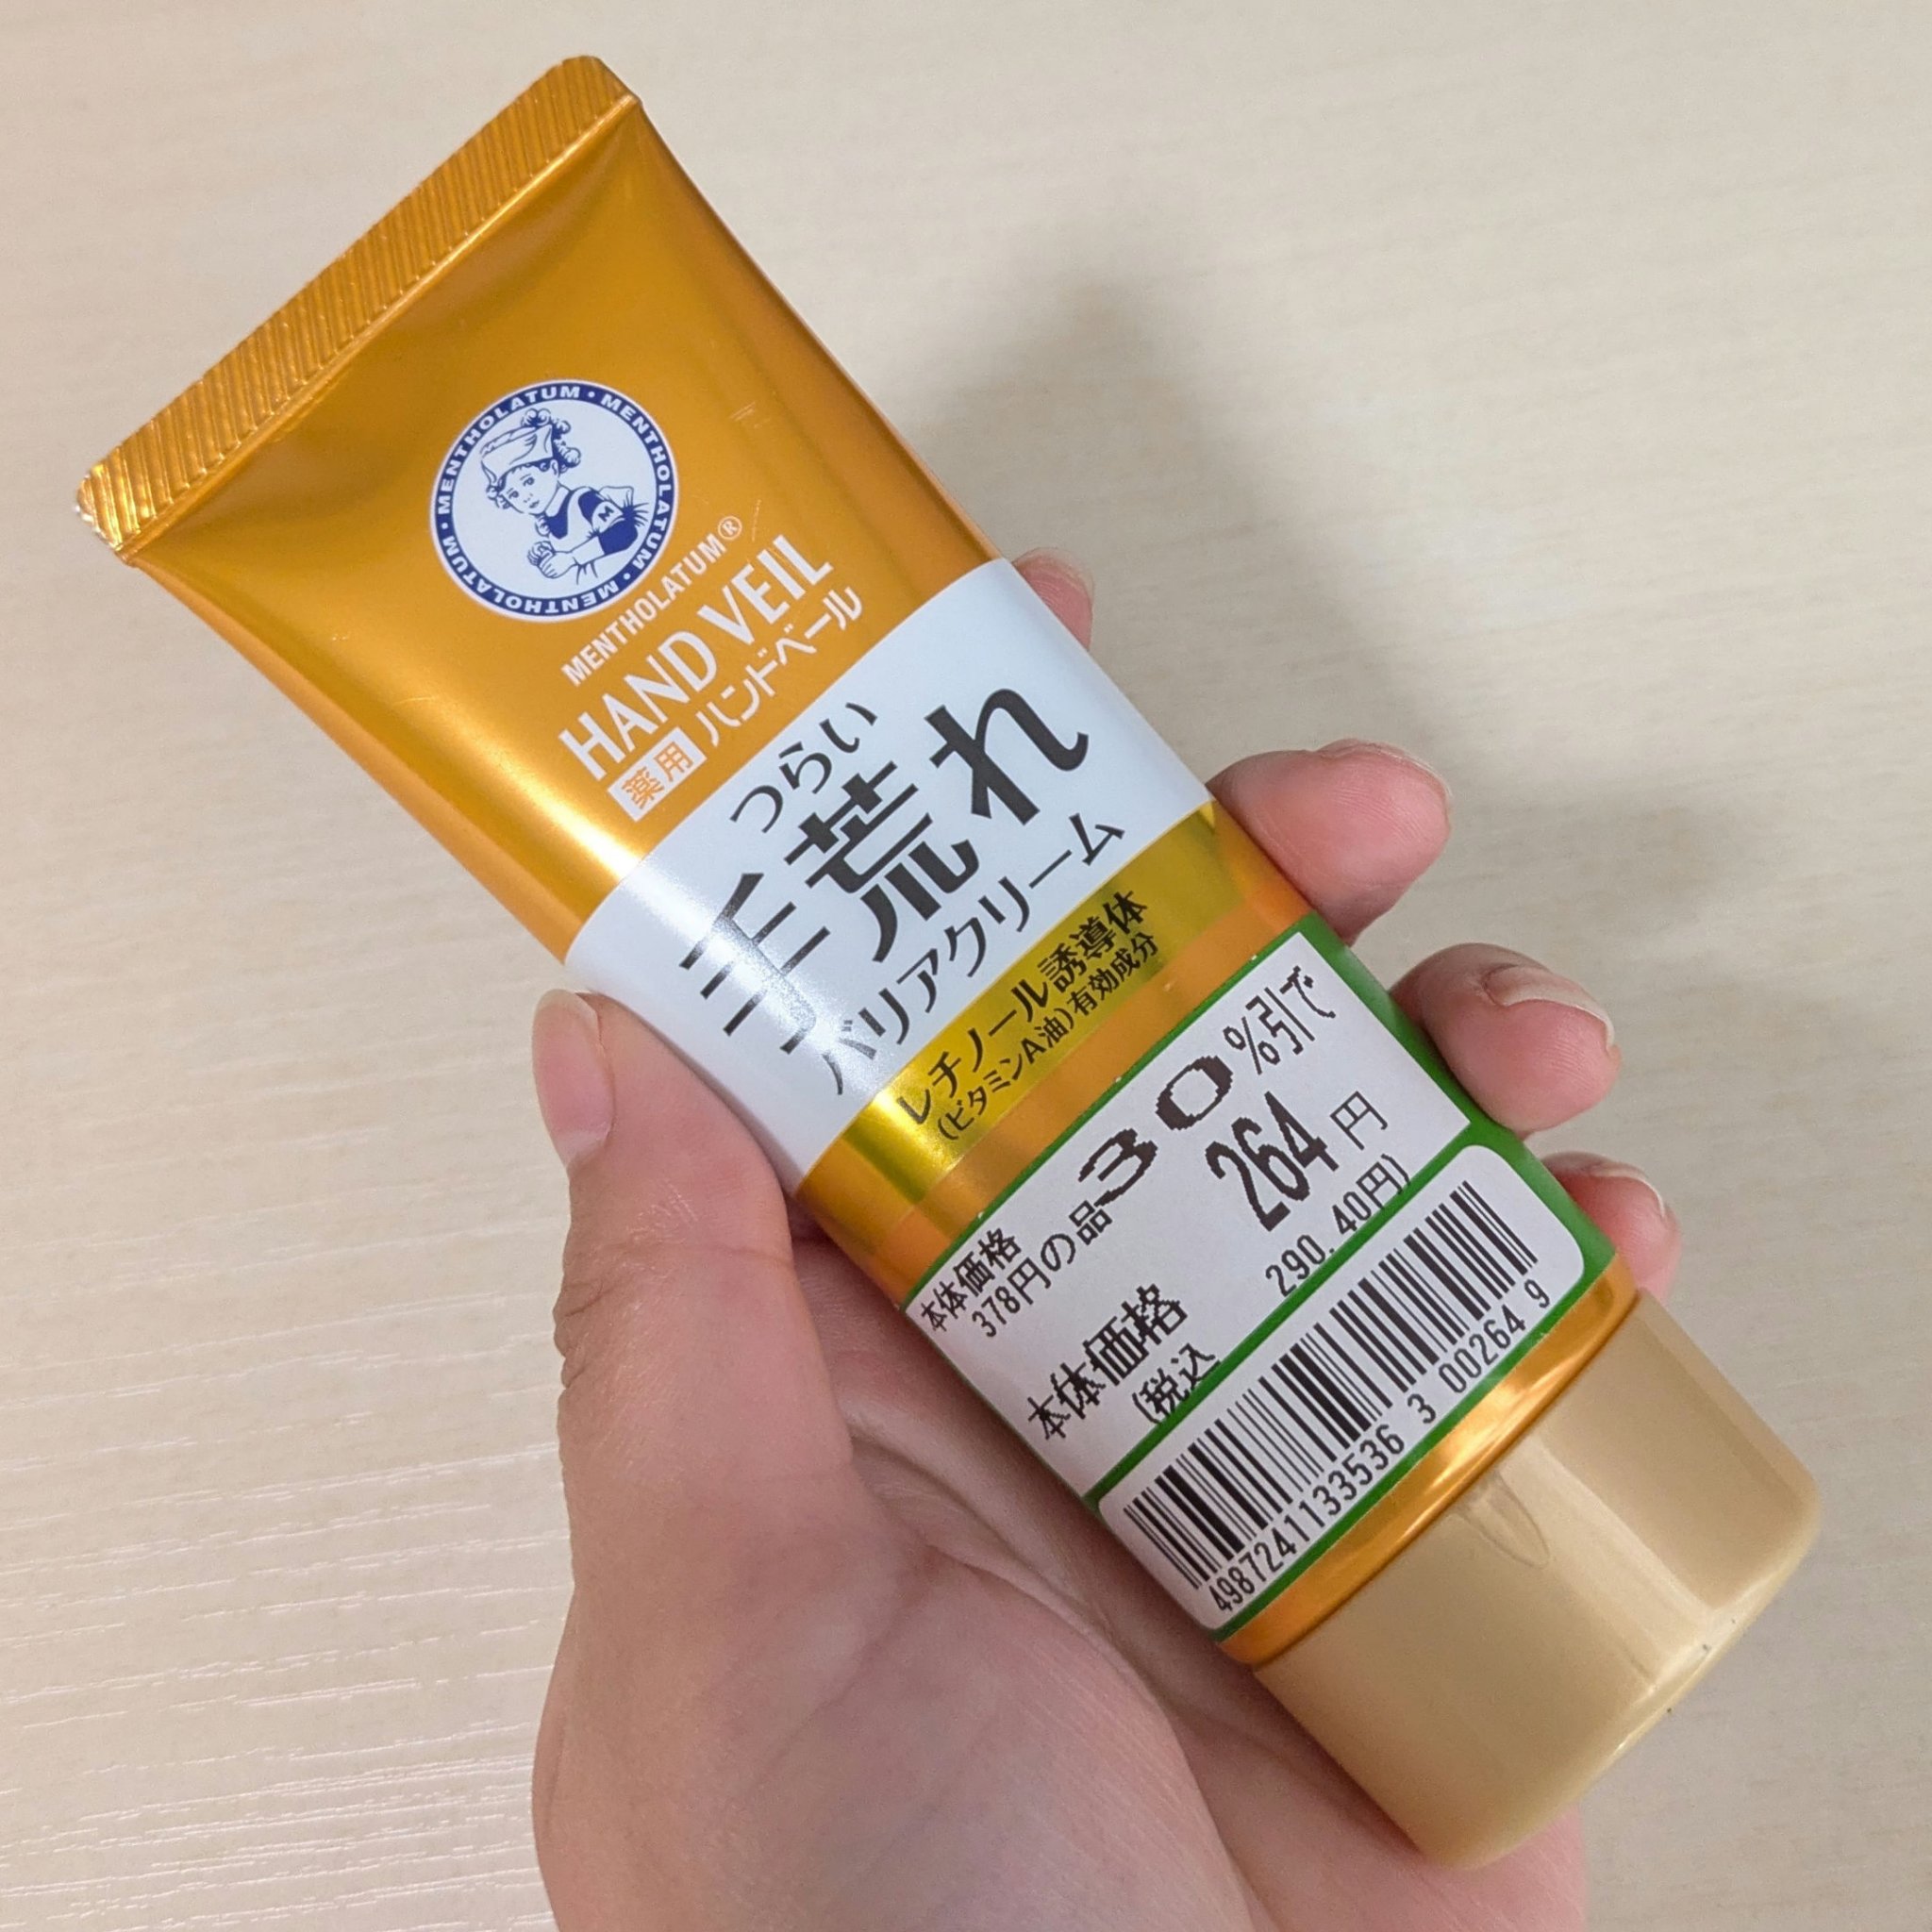 MENTHOLATUM • MENTHOLATUM • MENTHOLATUM • MENTHOLATUM •
M
MENTHOLATUM®
HAND VEIL
薬用 ハンドベール
つらい
手荒れ
バリアクリーム
レチノール誘導体
(ビタミンA油)有効成分
本体価格
378円の品30%引で
本体価格 264円
(税込 290.40円)
4987241133536 3 00264 9